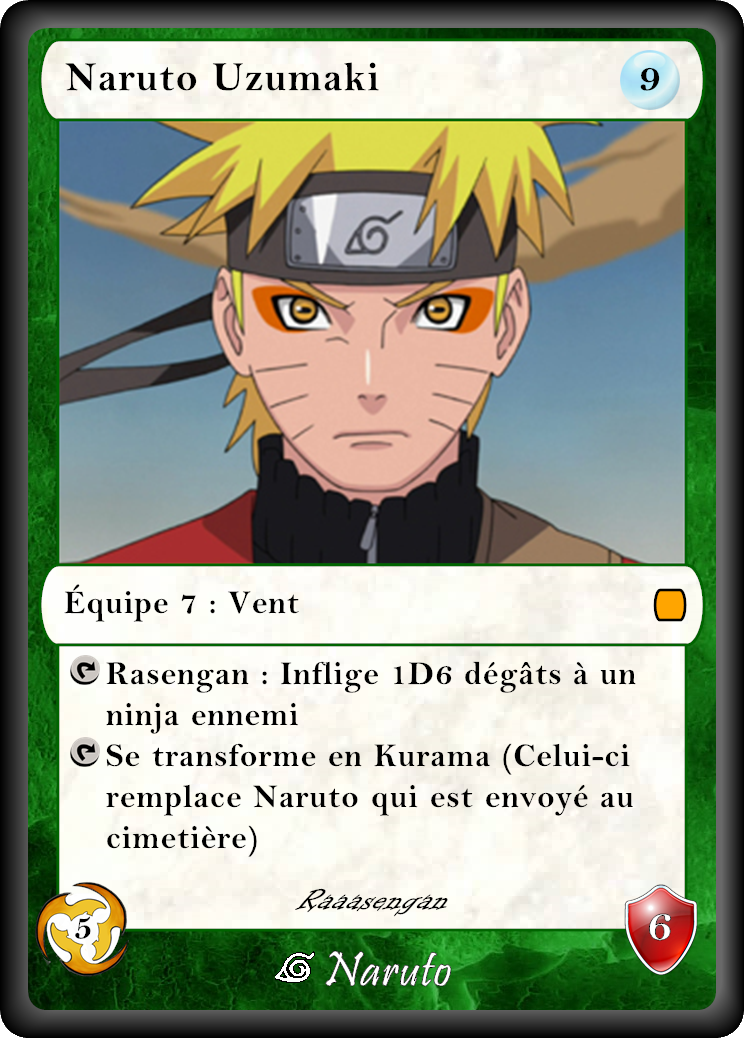 Naruto Uzumaki
9
Équipe 7 : Vent
Rasengan : Inflige 1D6 dégâts à un
ninja ennemi
Se transforme en Kurama (Celui-ci
remplace Naruto qui est envoyé au
cimetière)
Râââsengân
5
6
Naruto